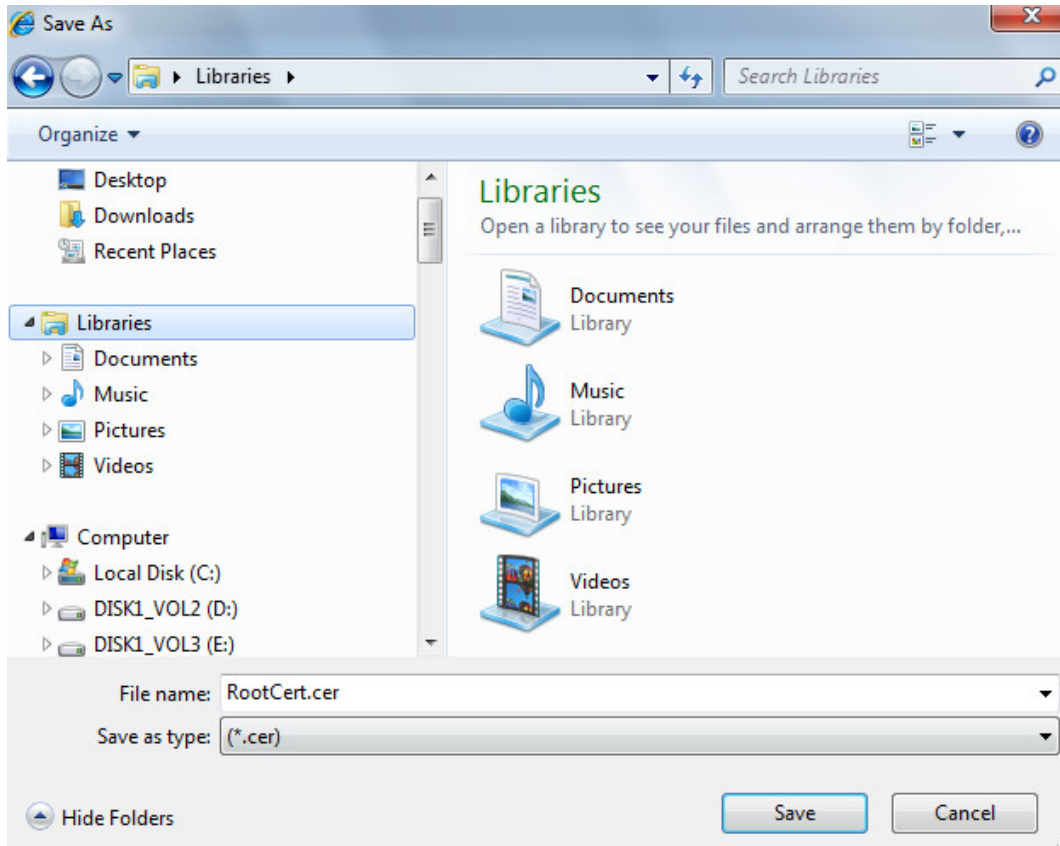 Save As
Libraries
Search Libraries
Organize
Desktop
Downloads
Recent Places
Libraries
Documents
Music
Pictures
Videos
Computer
Local Disk (C:)
DISK1_VOL2 (D:)
DISK1_VOL3 (E:)
Libraries
Open a library to see your files and arrange them by folder,...
Documents
Library
Music
Library
Pictures
Library
Videos
Library
File name: RootCert.cer
Save as type: (*.cer)
Hide Folders
Save
Cancel